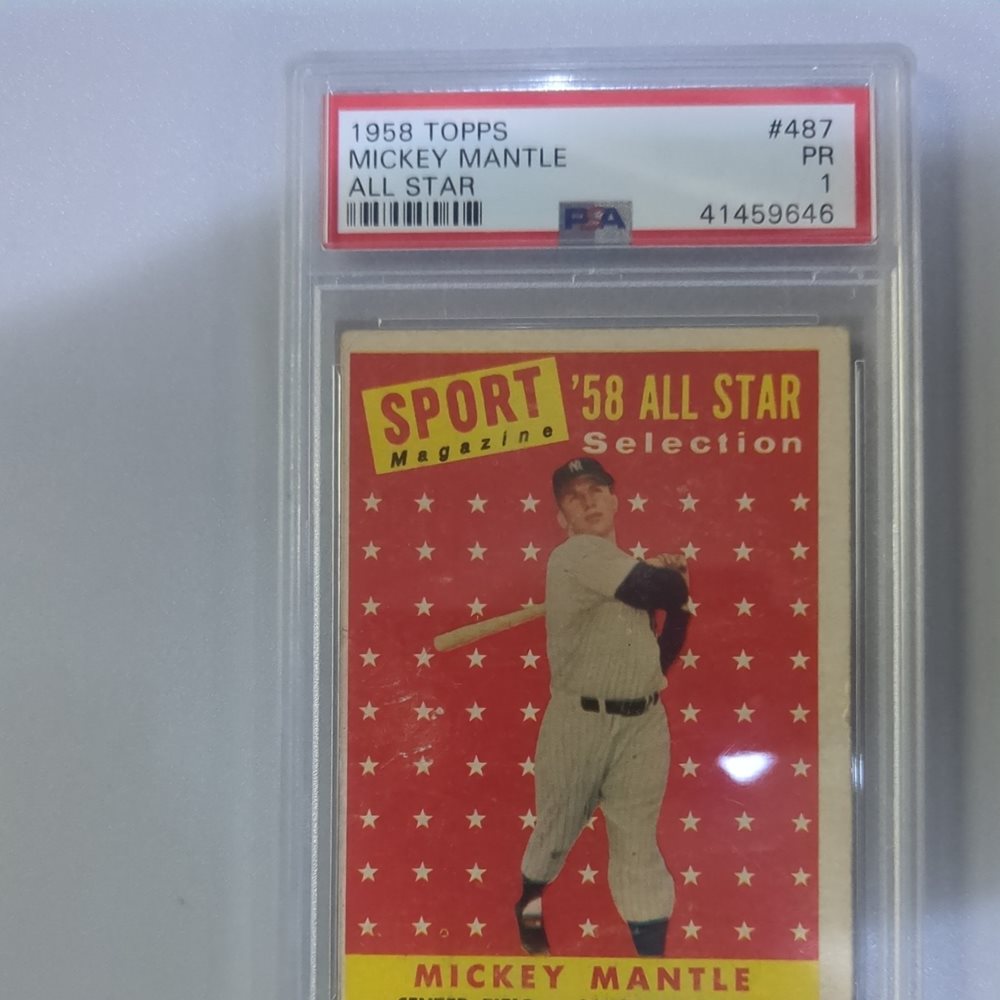 1958 TOPPS #487
MICKEY MANTLE PR
ALL STAR 1
PSA 41459646
SPORT '58 ALL STAR
Magazine Selection
NY
MICKEY MANTLE